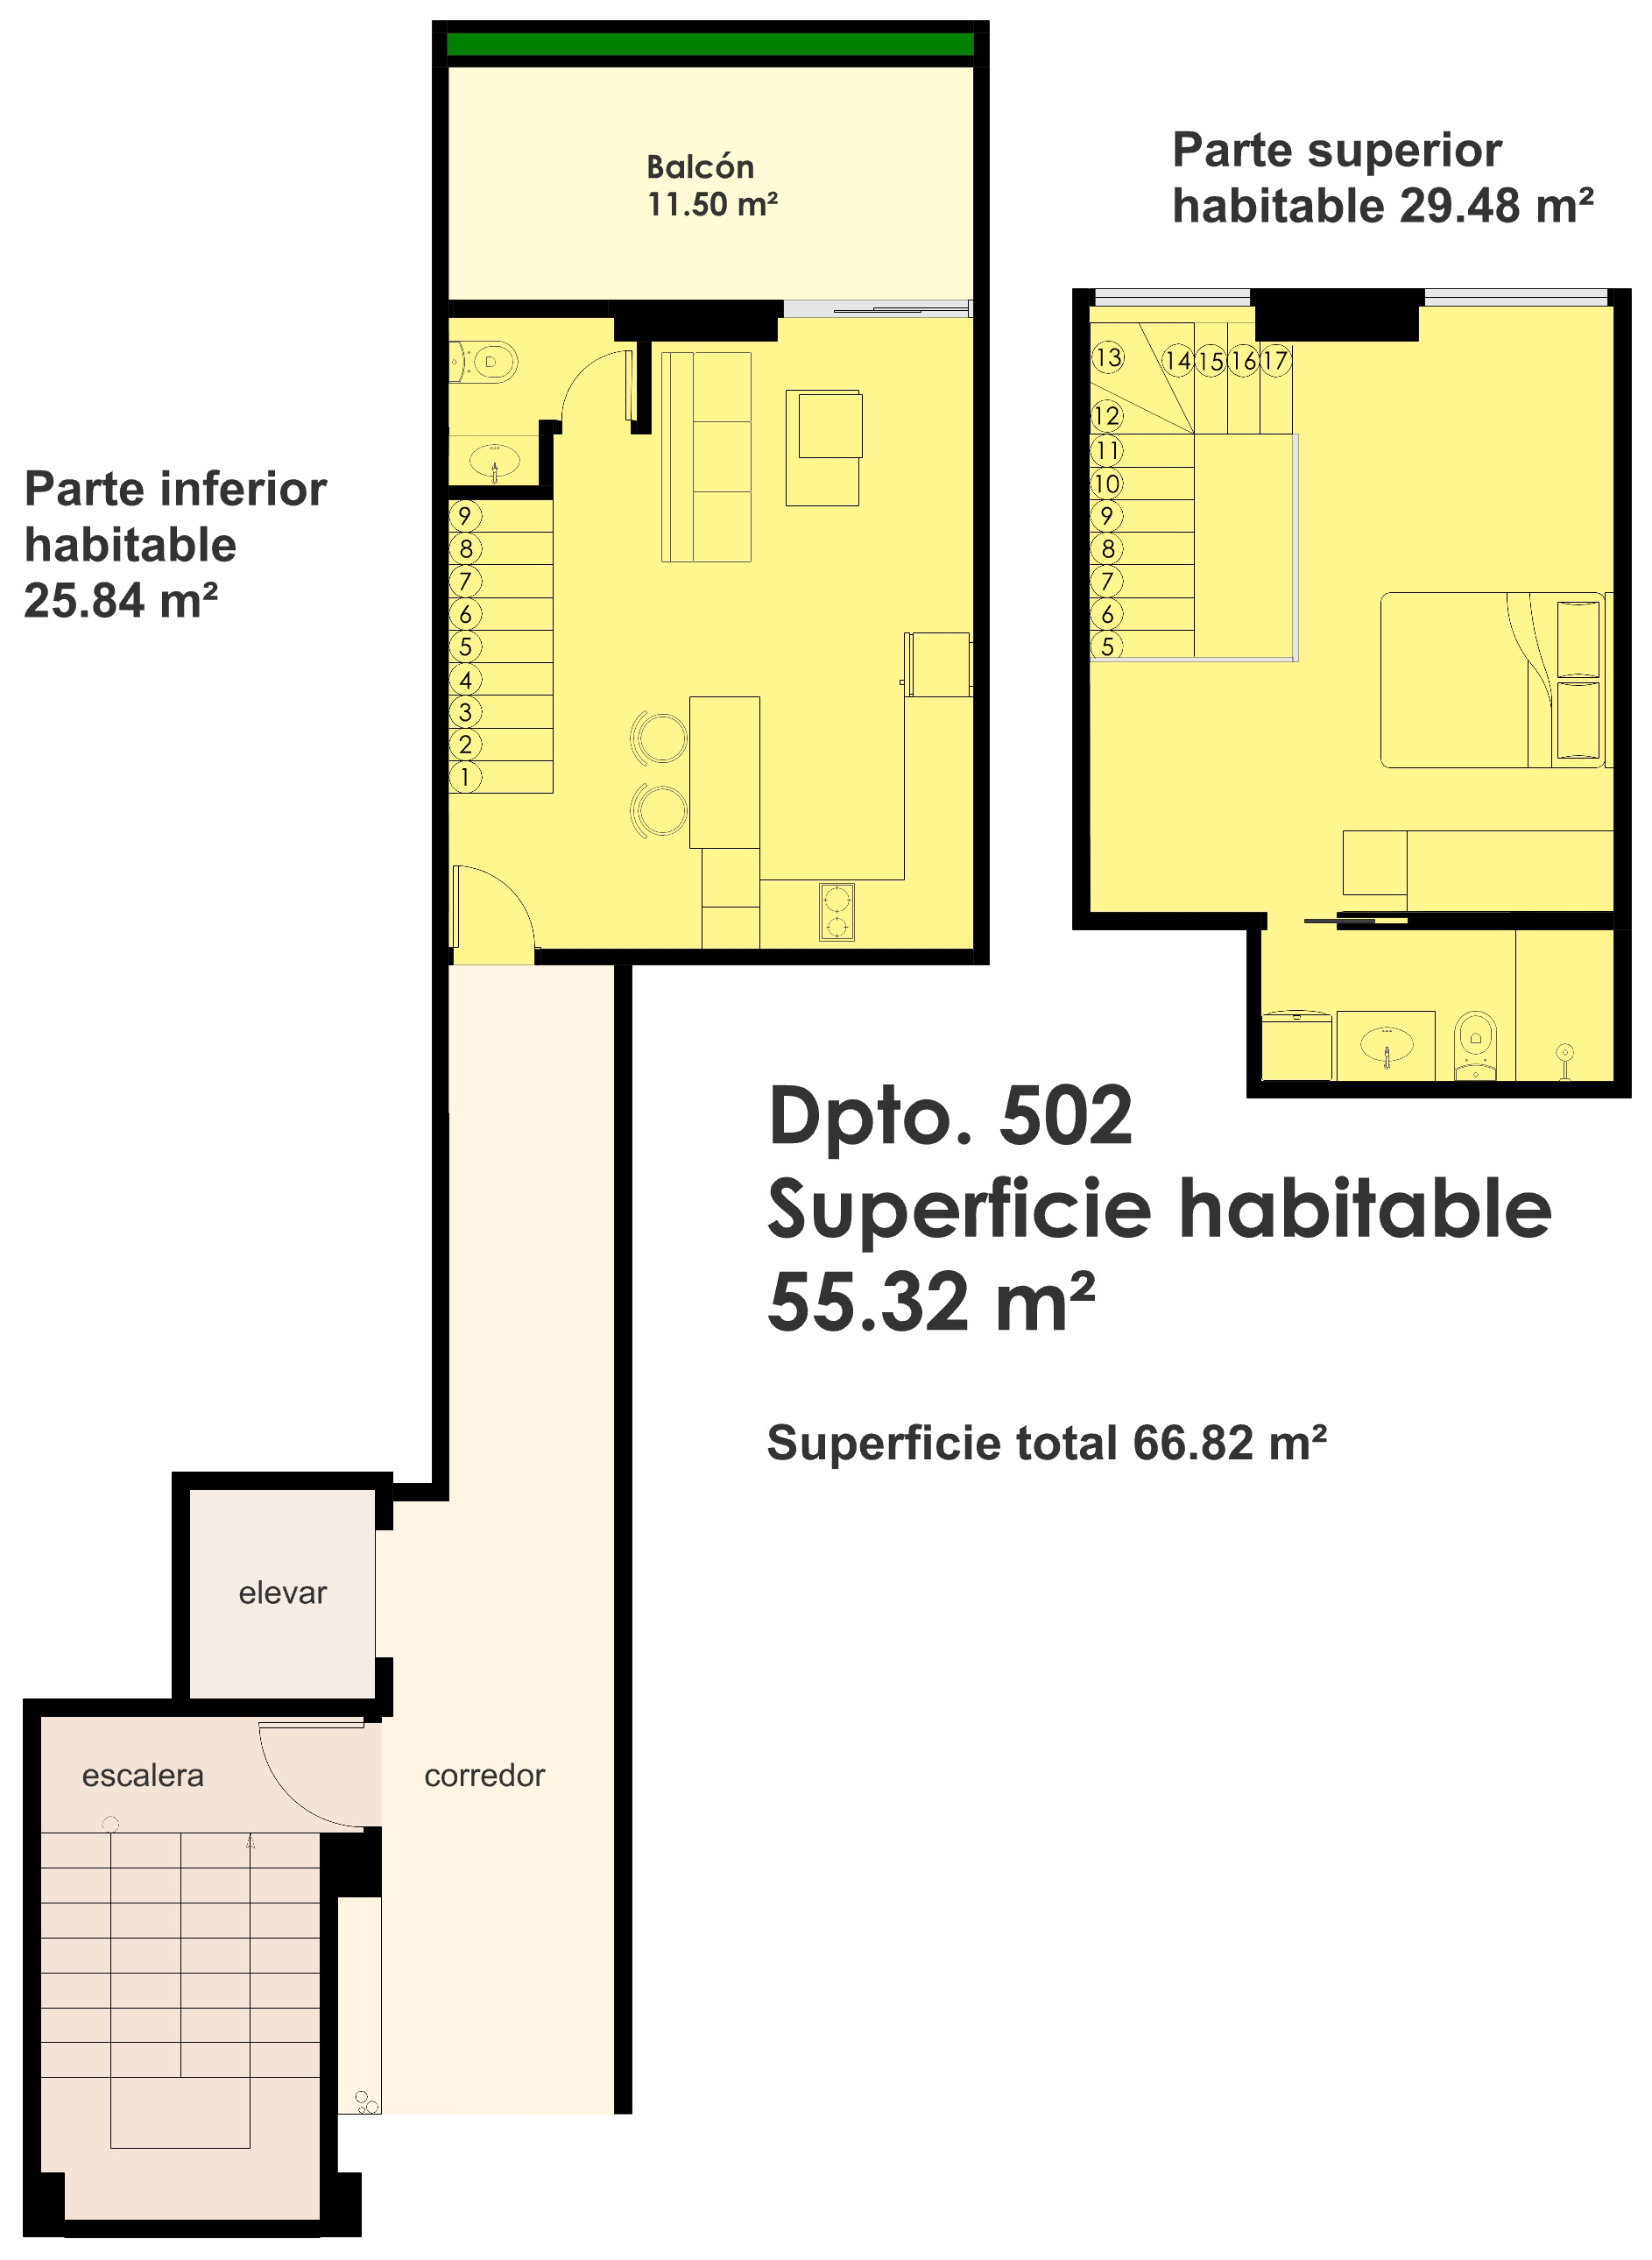 Balcón
11.50 m²
Parte superior
habitable 29.48 m²
13
14
15
16
17
12
11
10
9
8
7
6
5
Parte inferior
habitable
25.84 m²
9
8
7
6
5
4
3
2
1
Dpto. 502
Superficie habitable
55.32 m²
Superficie total 66.82 m²
elevar
escalera
corredor